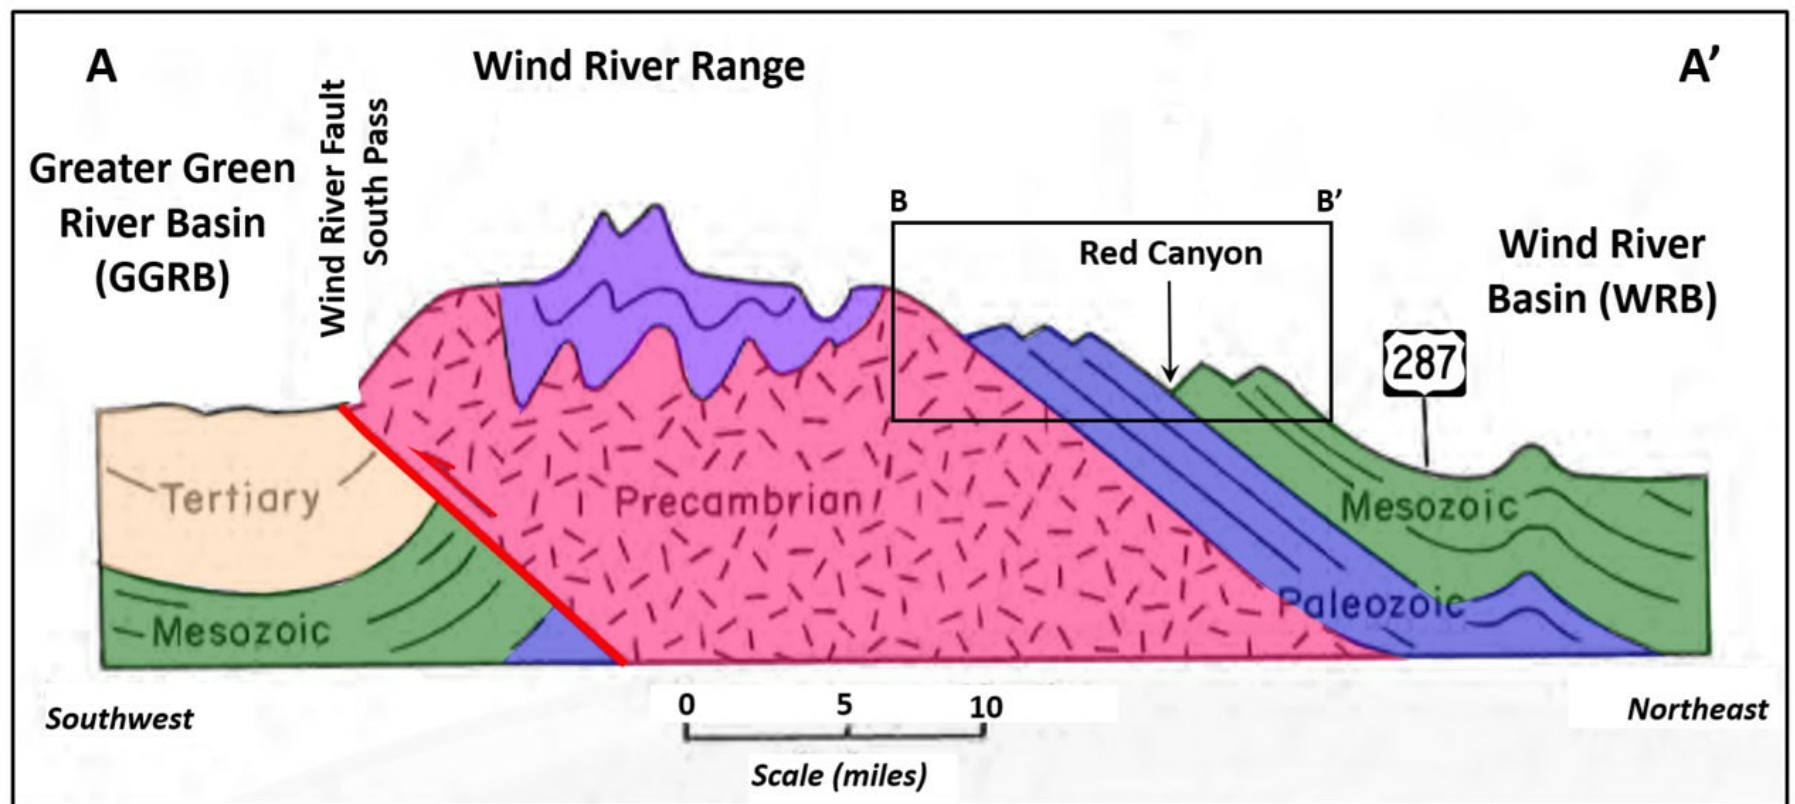 A
Wind River Range
A’
Greater Green
River Basin
(GGRB)
Wind River Fault
South Pass
B
B’
Red Canyon
Wind River
Basin (WRB)
287
Tertiary
Precambrian
Mesozoic
Paleozoic
Mesozoic
Southwest
0 5 10
Scale (miles)
Northeast